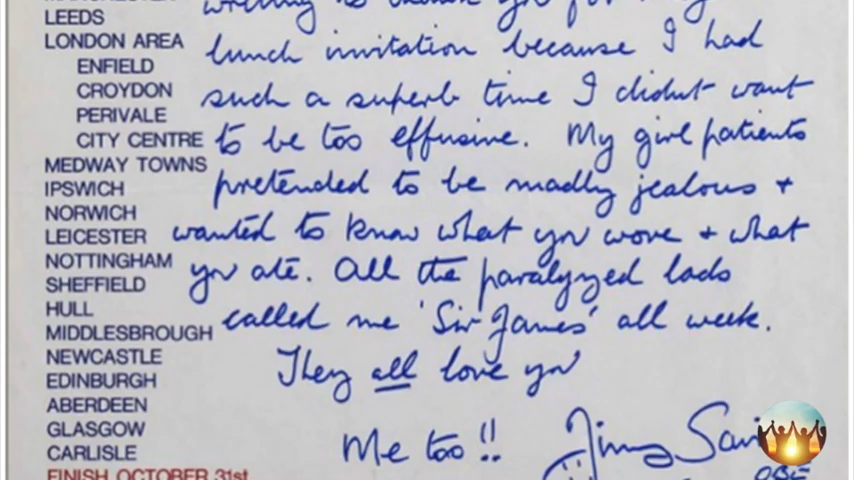 LEEDS
LONDON AREA
ENFIELD
CROYDON
PERIVALE
CITY CENTRE
MEDWAY TOWNS
IPSWICH
NORWICH
LEICESTER
NOTTINGHAM
SHEFFIELD
HULL
MIDDLESBROUGH
NEWCASTLE
EDINBURGH
ABERDEEN
GLASGOW
CARLISLE
FINISH OCTOBER 31st
lunch invitation because I had
such a superb time I didn't want
to be too effusive. My girl patients
pretended to be madly jealous +
wanted to know what you wore + what
you ate. All the paralyzed lads
called me 'Sir James' all week.
They all love you
Me too!!
Jimmy
OBE